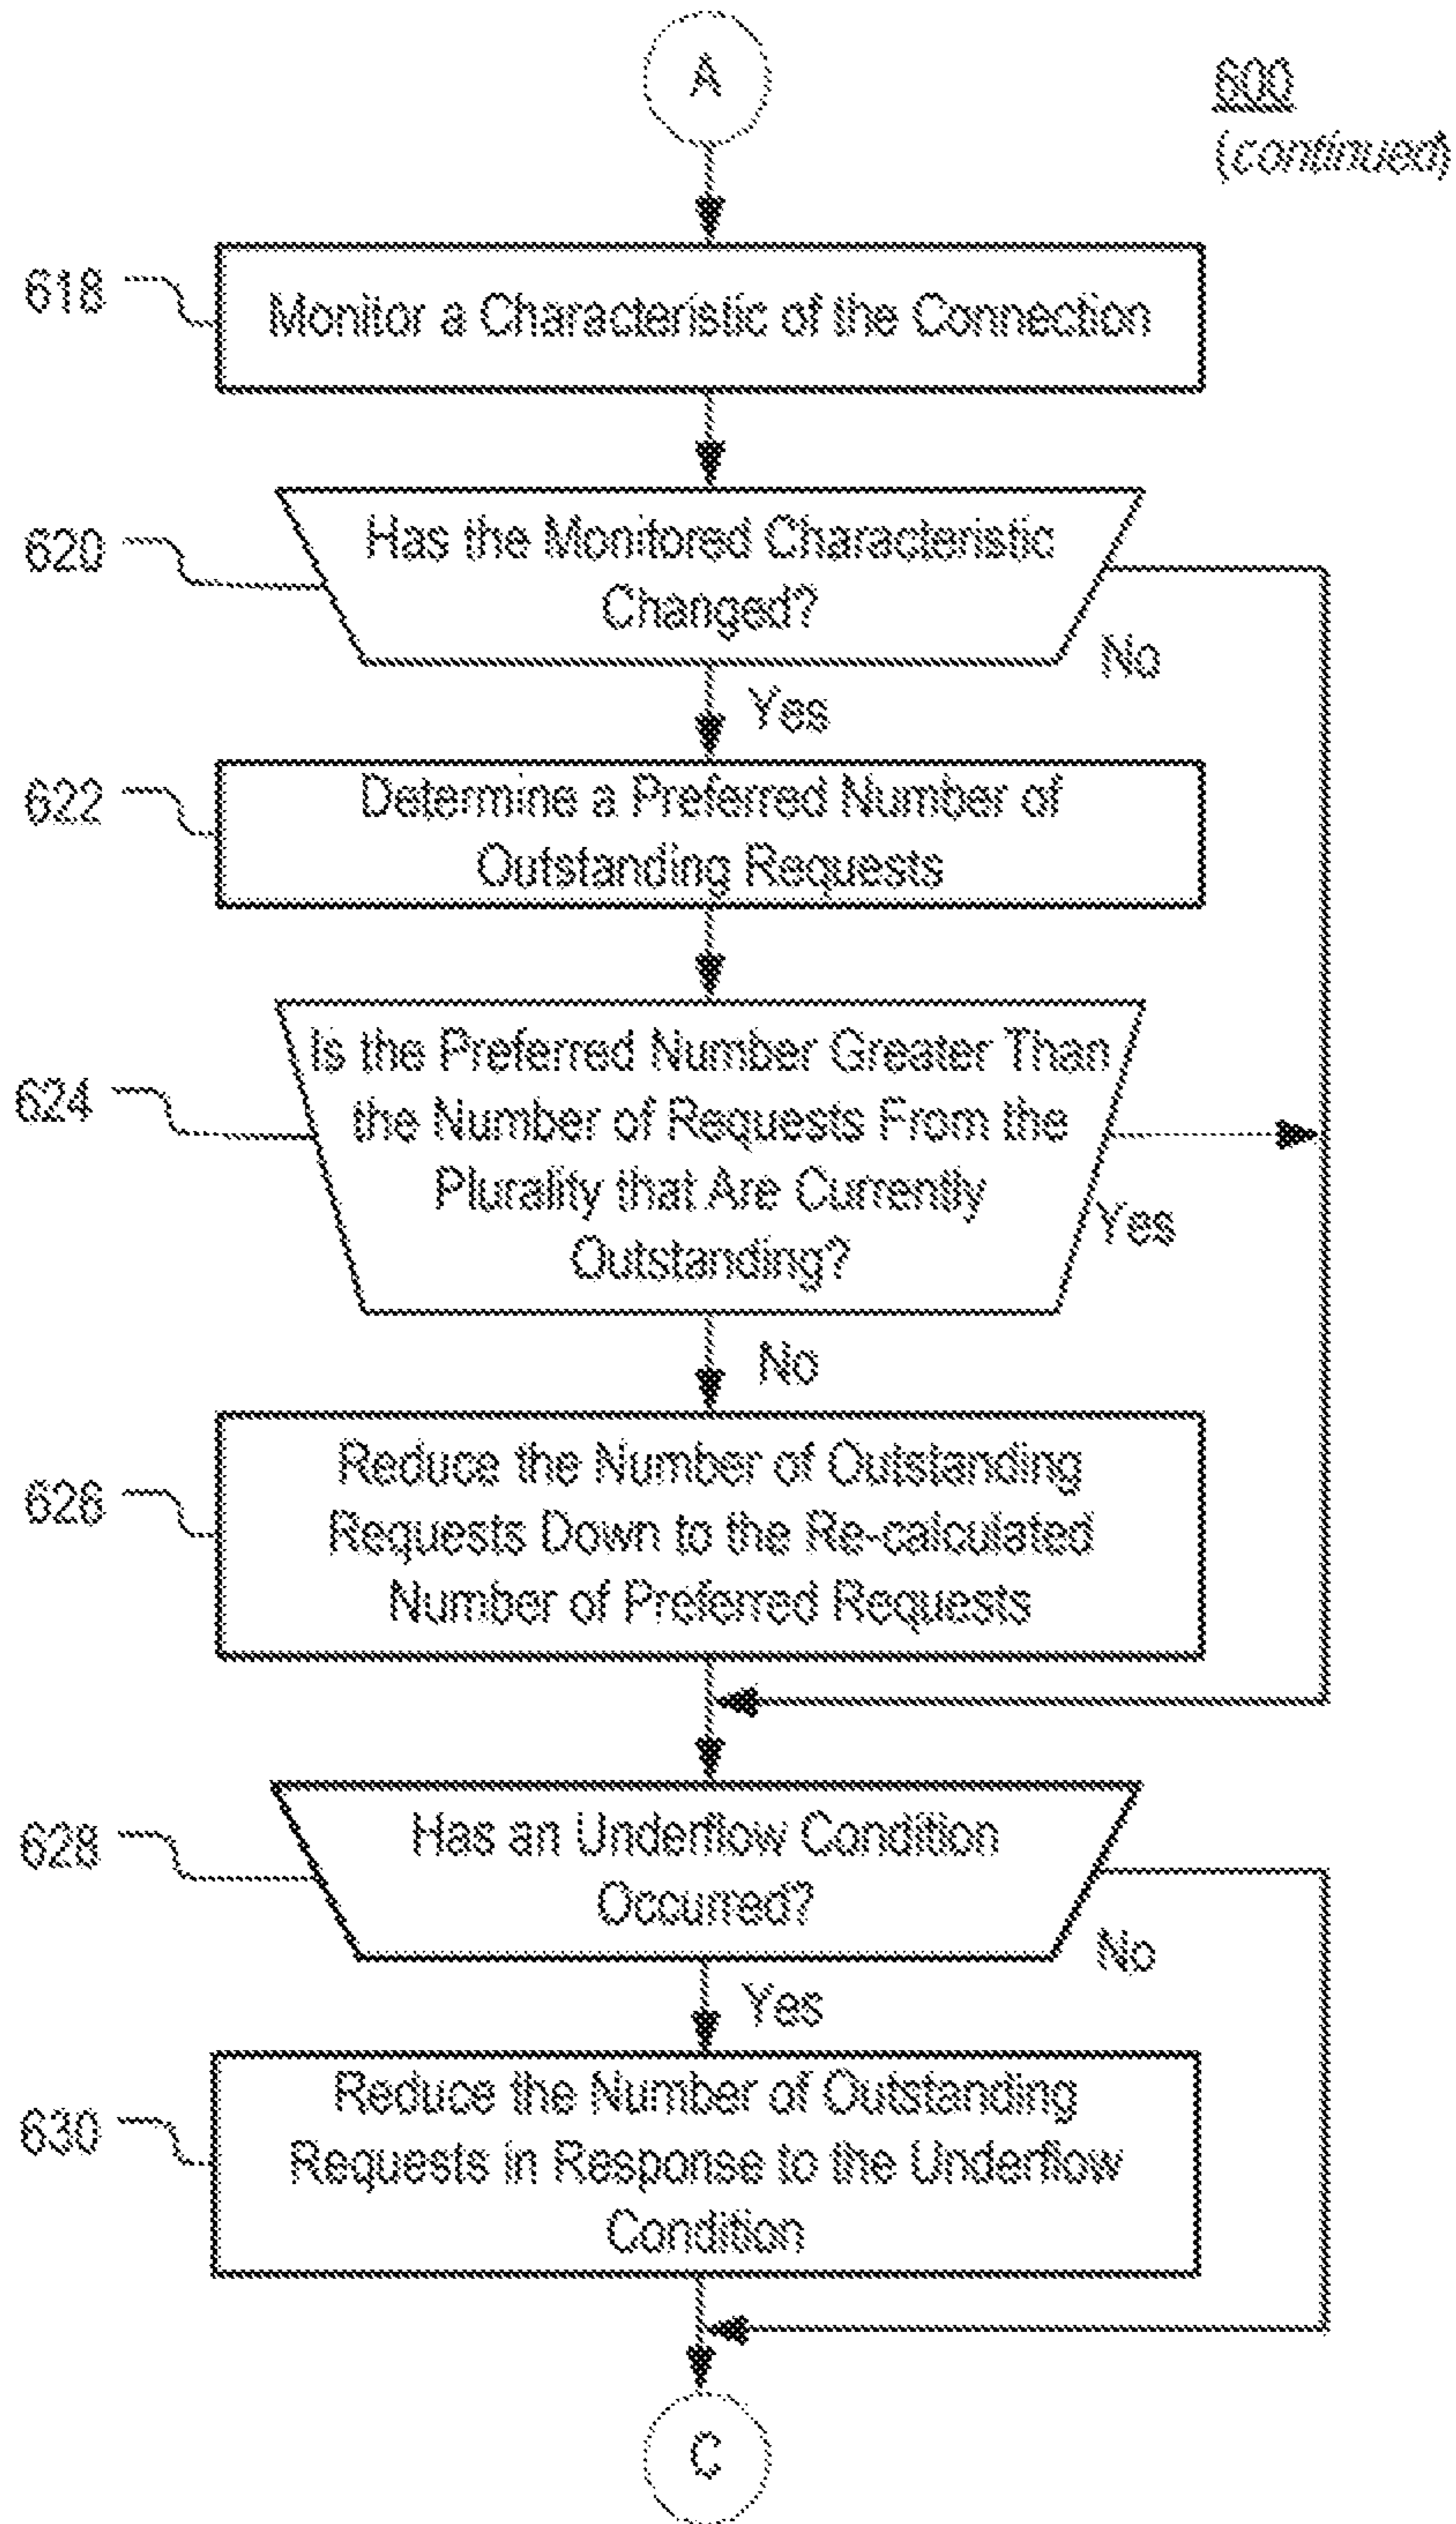 A
600
(continued)
618
Monitor a Characteristic of the Connection
620
Has the Monitored Characteristic
Changed?
No
Yes
622
Determine a Preferred Number of
Outstanding Requests
624
Is the Preferred Number Greater Than
the Number of Requests From the
Plurality that Are Currently
Outstanding?
Yes
No
626
Reduce the Number of Outstanding
Requests Down to the Re-calculated
Number of Preferred Requests
628
Has an Underflow Condition
Occurred?
No
Yes
630
Reduce the Number of Outstanding
Requests in Response to the Underflow
Condition
C